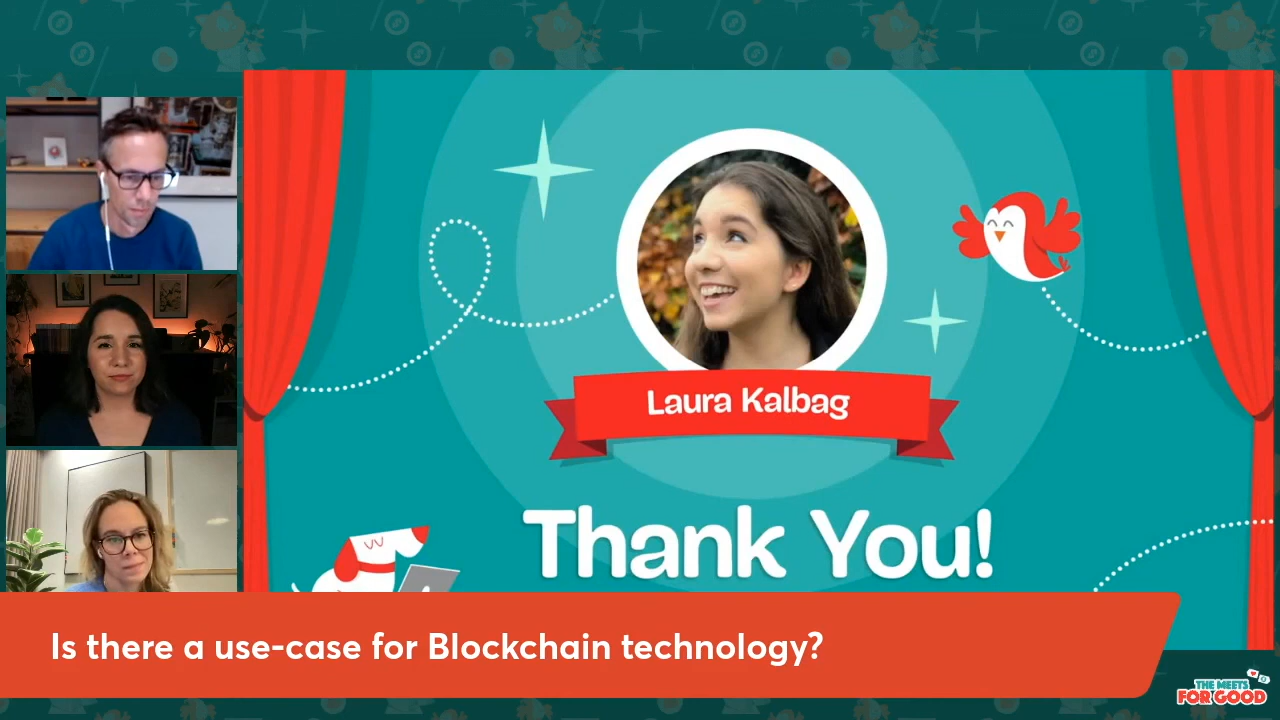 Laura Kalbag
Thank You!
Is there a use-case for Blockchain technology?
THE MEETS
FOR GOOD